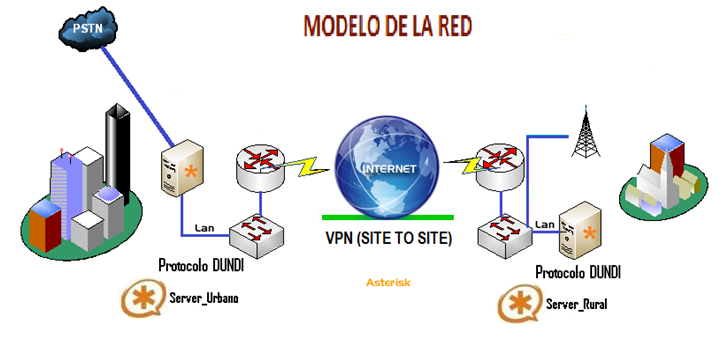 MODELO DE LA RED
PSTN
INTERNET
Lan
Lan
VPN (SITE TO SITE)
Protocolo DUNDI
Protocolo DUNDI
Asterisk
Server_Urbano
Server_Rural